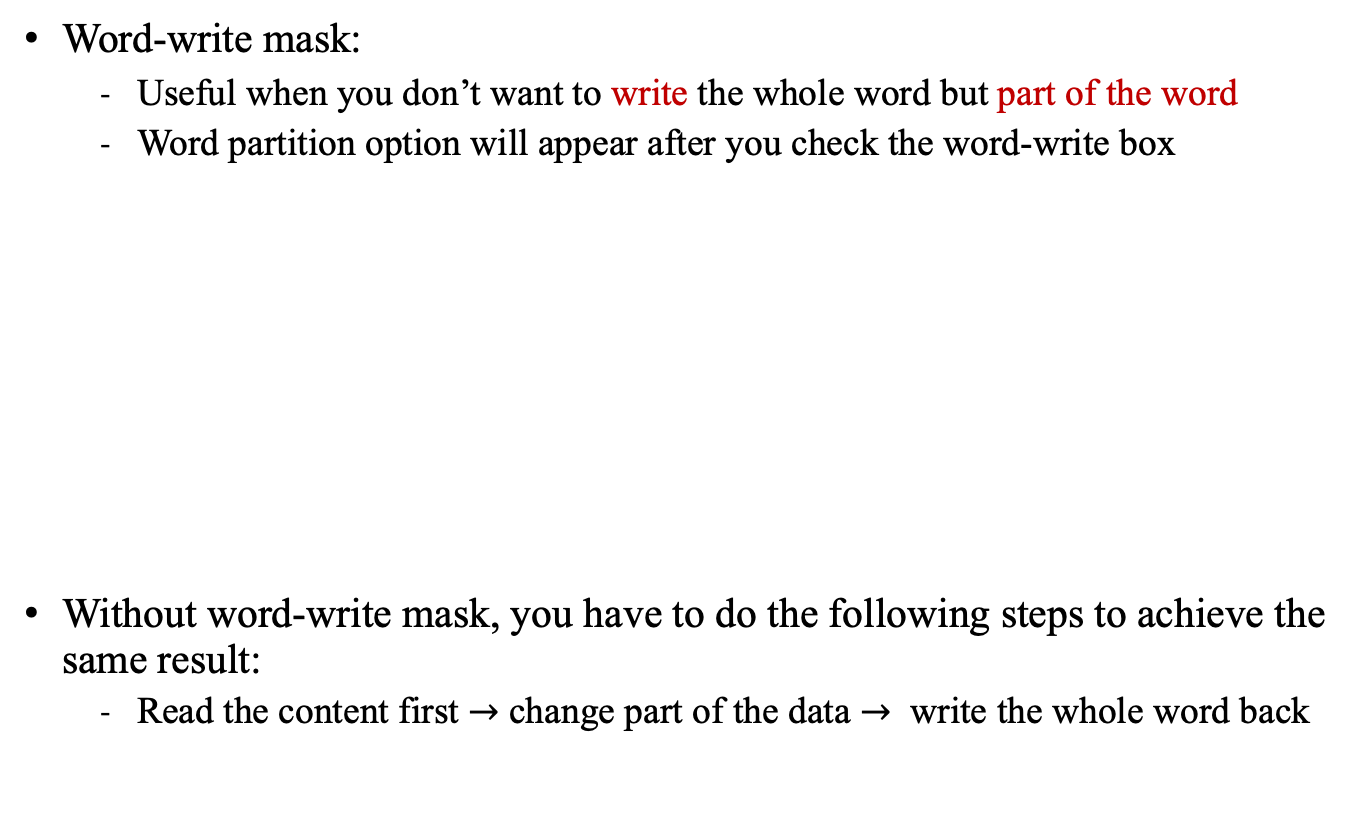 • Word-write mask:
- Useful when you don’t want to write the whole word but part of the word
- Word partition option will appear after you check the word-write box
• Without word-write mask, you have to do the following steps to achieve the
same result:
- Read the content first → change part of the data → write the whole word back